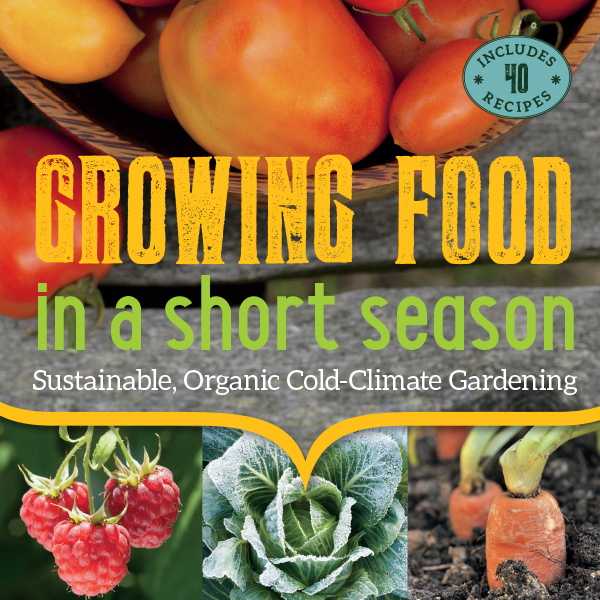 INCLUDES
40
RECIPES
GROWING FOOD
in a short season
Sustainable, Organic Cold-Climate Gardening